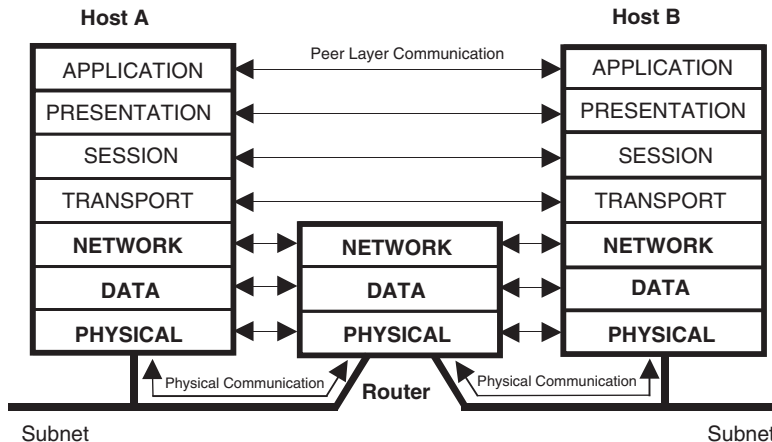 Host A
Host B
Peer Layer Communication
APPLICATION
APPLICATION
PRESENTATION
PRESENTATION
SESSION
SESSION
TRANSPORT
TRANSPORT
NETWORK
NETWORK
NETWORK
DATA
DATA
DATA
PHYSICAL
PHYSICAL
PHYSICAL
Physical Communication
Router
Physical Communication
Subnet
Subnet